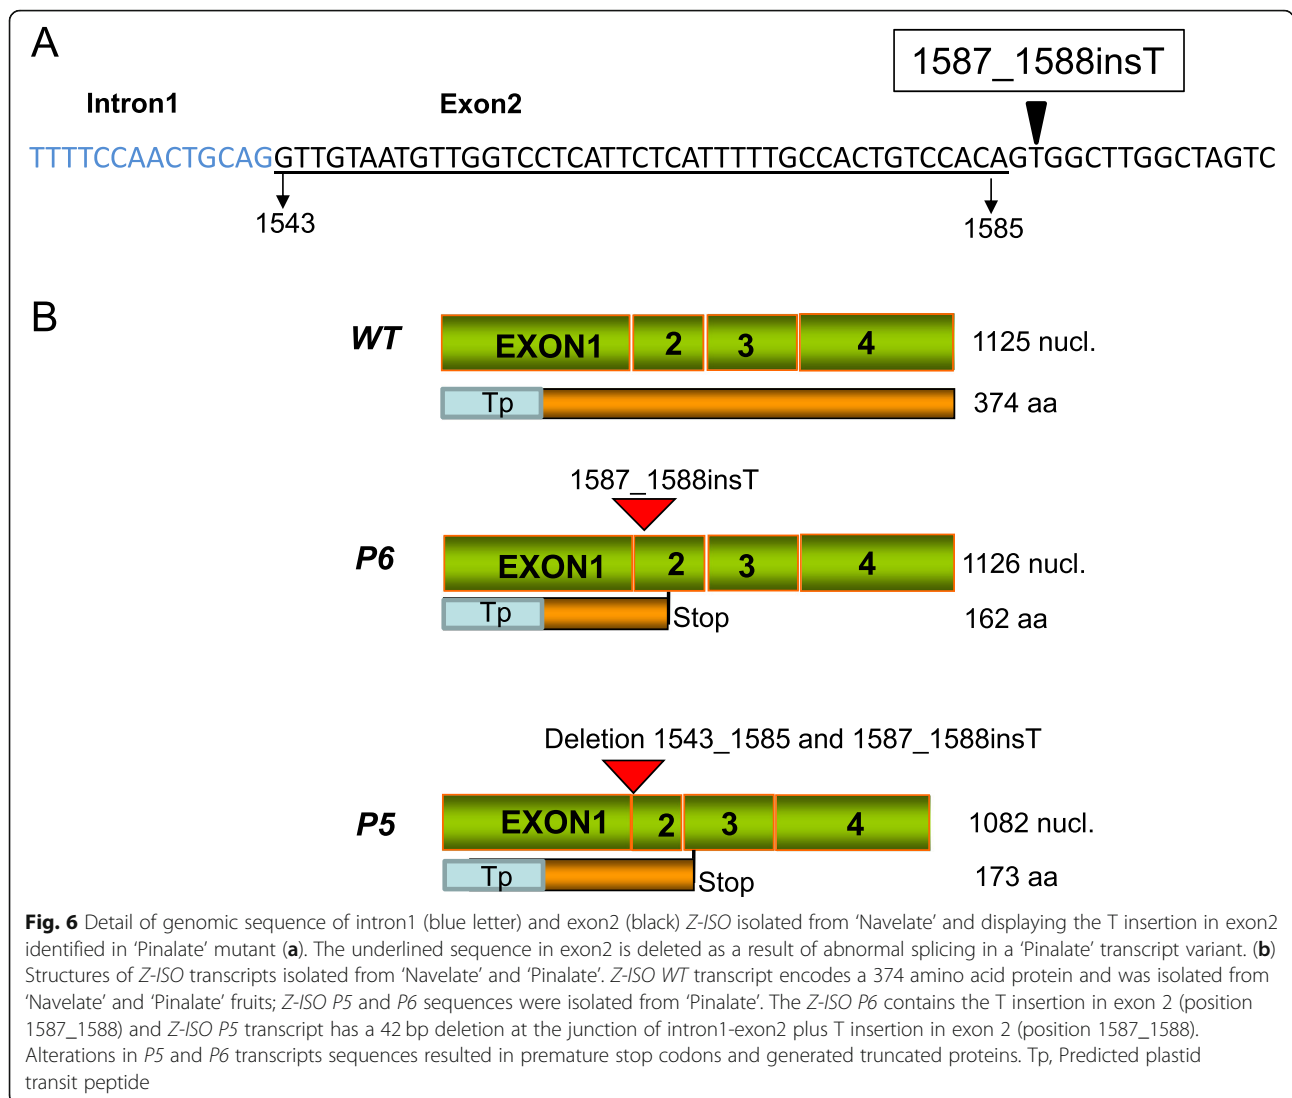 A
1587_1588insT
Intron1
Exon2
TTTTCCAACTGCAGGTTGTAATGTTGGTCCTCATTCTCATTTTTGCCACTGTCCACAGTGGCTTGGCTAGTC
1543
1585
B
WT
EXON1 2 3 4
1125 nucl.
Tp
374 aa
1587_1588insT
P6
EXON1 2 3 4
1126 nucl.
Tp
Stop
162 aa
Deletion 1543_1585 and 1587_1588insT
P5
EXON1 2 3 4
1082 nucl.
Tp
Stop
173 aa
Fig. 6 Detail of genomic sequence of intron1 (blue letter) and exon2 (black) Z-ISO isolated from ‘Navelate’ and displaying the T insertion in exon2
identified in ‘Pinalate’ mutant (a). The underlined sequence in exon2 is deleted as a result of abnormal splicing in a ‘Pinalate’ transcript variant. (b)
Structures of Z-ISO transcripts isolated from ‘Navelate’ and ‘Pinalate’. Z-ISO WT transcript encodes a 374 amino acid protein and was isolated from
‘Navelate’ and ‘Pinalate’ fruits; Z-ISO P5 and P6 sequences were isolated from ‘Pinalate’. The Z-ISO P6 contains the T insertion in exon 2 (position
1587_1588) and Z-ISO P5 transcript has a 42 bp deletion at the junction of intron1-exon2 plus T insertion in exon 2 (position 1587_1588).
Alterations in P5 and P6 transcripts sequences resulted in premature stop codons and generated truncated proteins. Tp, Predicted plastid
transit peptide